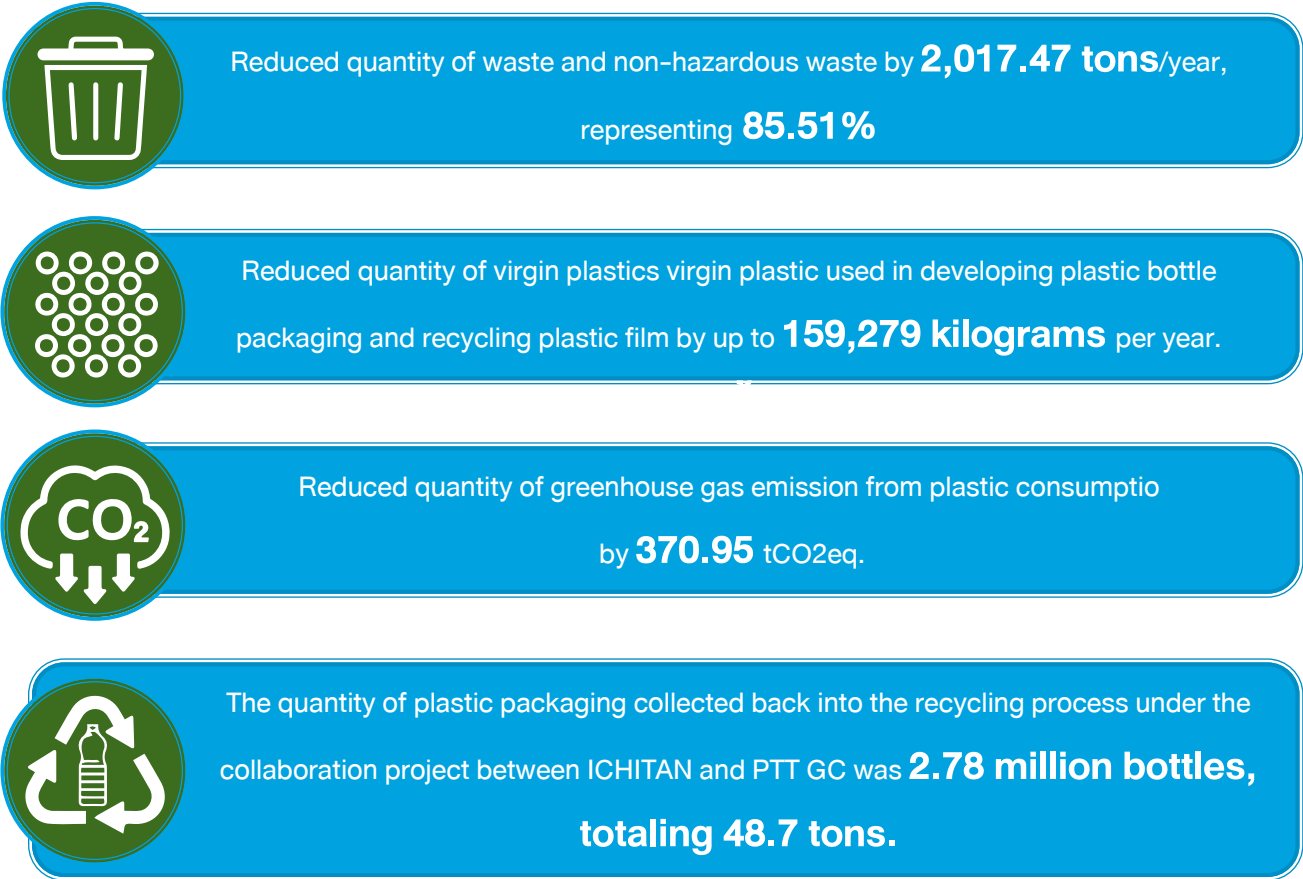 Reduced quantity of waste and non-hazardous waste by 2,017.47 tons/year,
representing 85.51%
Reduced quantity of virgin plastics virgin plastic used in developing plastic bottle
packaging and recycling plastic film by up to 159,279 kilograms per year.
CO2
Reduced quantity of greenhouse gas emission from plastic consumptio
by 370.95 tCO2eq.
The quantity of plastic packaging collected back into the recycling process under the
collaboration project between ICHITAN and PTT GC was 2.78 million bottles,
totaling 48.7 tons.